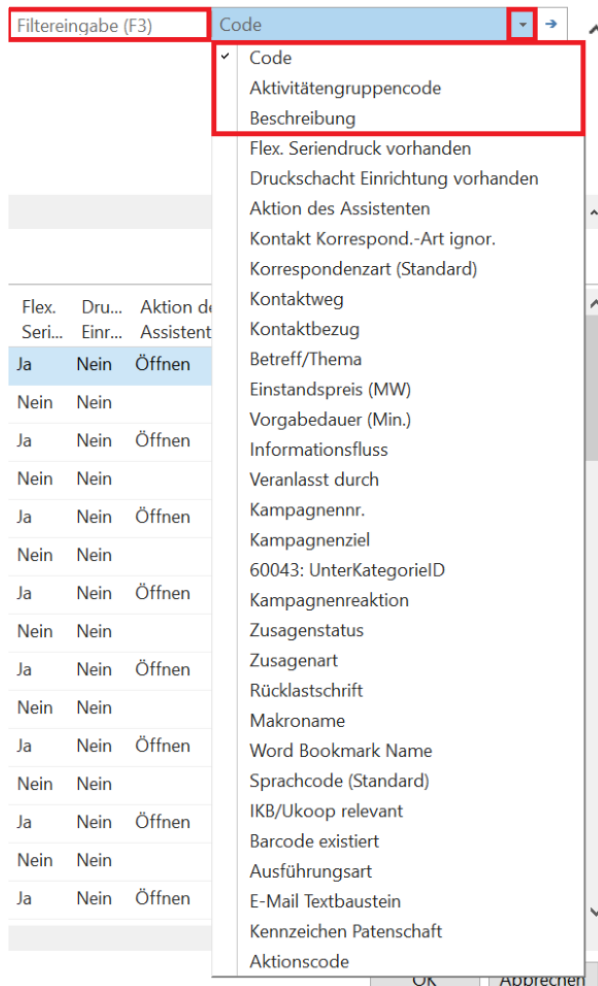 Filtereingabe (F3)
Code
Code
Aktivitätengruppencode
Beschreibung
Flex. Seriendruck vorhanden
Druckschacht Einrichtung vorhanden
Aktion des Assistenten
Kontakt Korrespond.-Art ignor.
Korrespondenzart (Standard)
Kontaktweg
Kontaktbezug
Betreff/Thema
Einstandspreis (MW)
Vorgabedauer (Min.)
Informationsfluss
Veranlasst durch
Kampagnennr.
Kampagnenziel
60043: UnterKategorieID
Kampagnenreaktion
Zusagenstatus
Zusagenart
Rücklastschrift
Makroname
Word Bookmark Name
Sprachcode (Standard)
IKB/Ukoop relevant
Barcode existiert
Ausführungsart
E-Mail Textbaustein
Kennzeichen Patenschaft
Aktionscode
Flex. Dru... Aktion de
Seri... Einr... Assistent
Ja Nein Öffnen
Nein Nein
Ja Nein Öffnen
Nein Nein
Ja Nein Öffnen
Nein Nein
Ja Nein Öffnen
Nein Nein
Ja Nein Öffnen
Nein Nein
Ja Nein Öffnen
Nein Nein
Ja Nein Öffnen
Nein Nein
Ja Nein Öffnen
OK Abbrechen